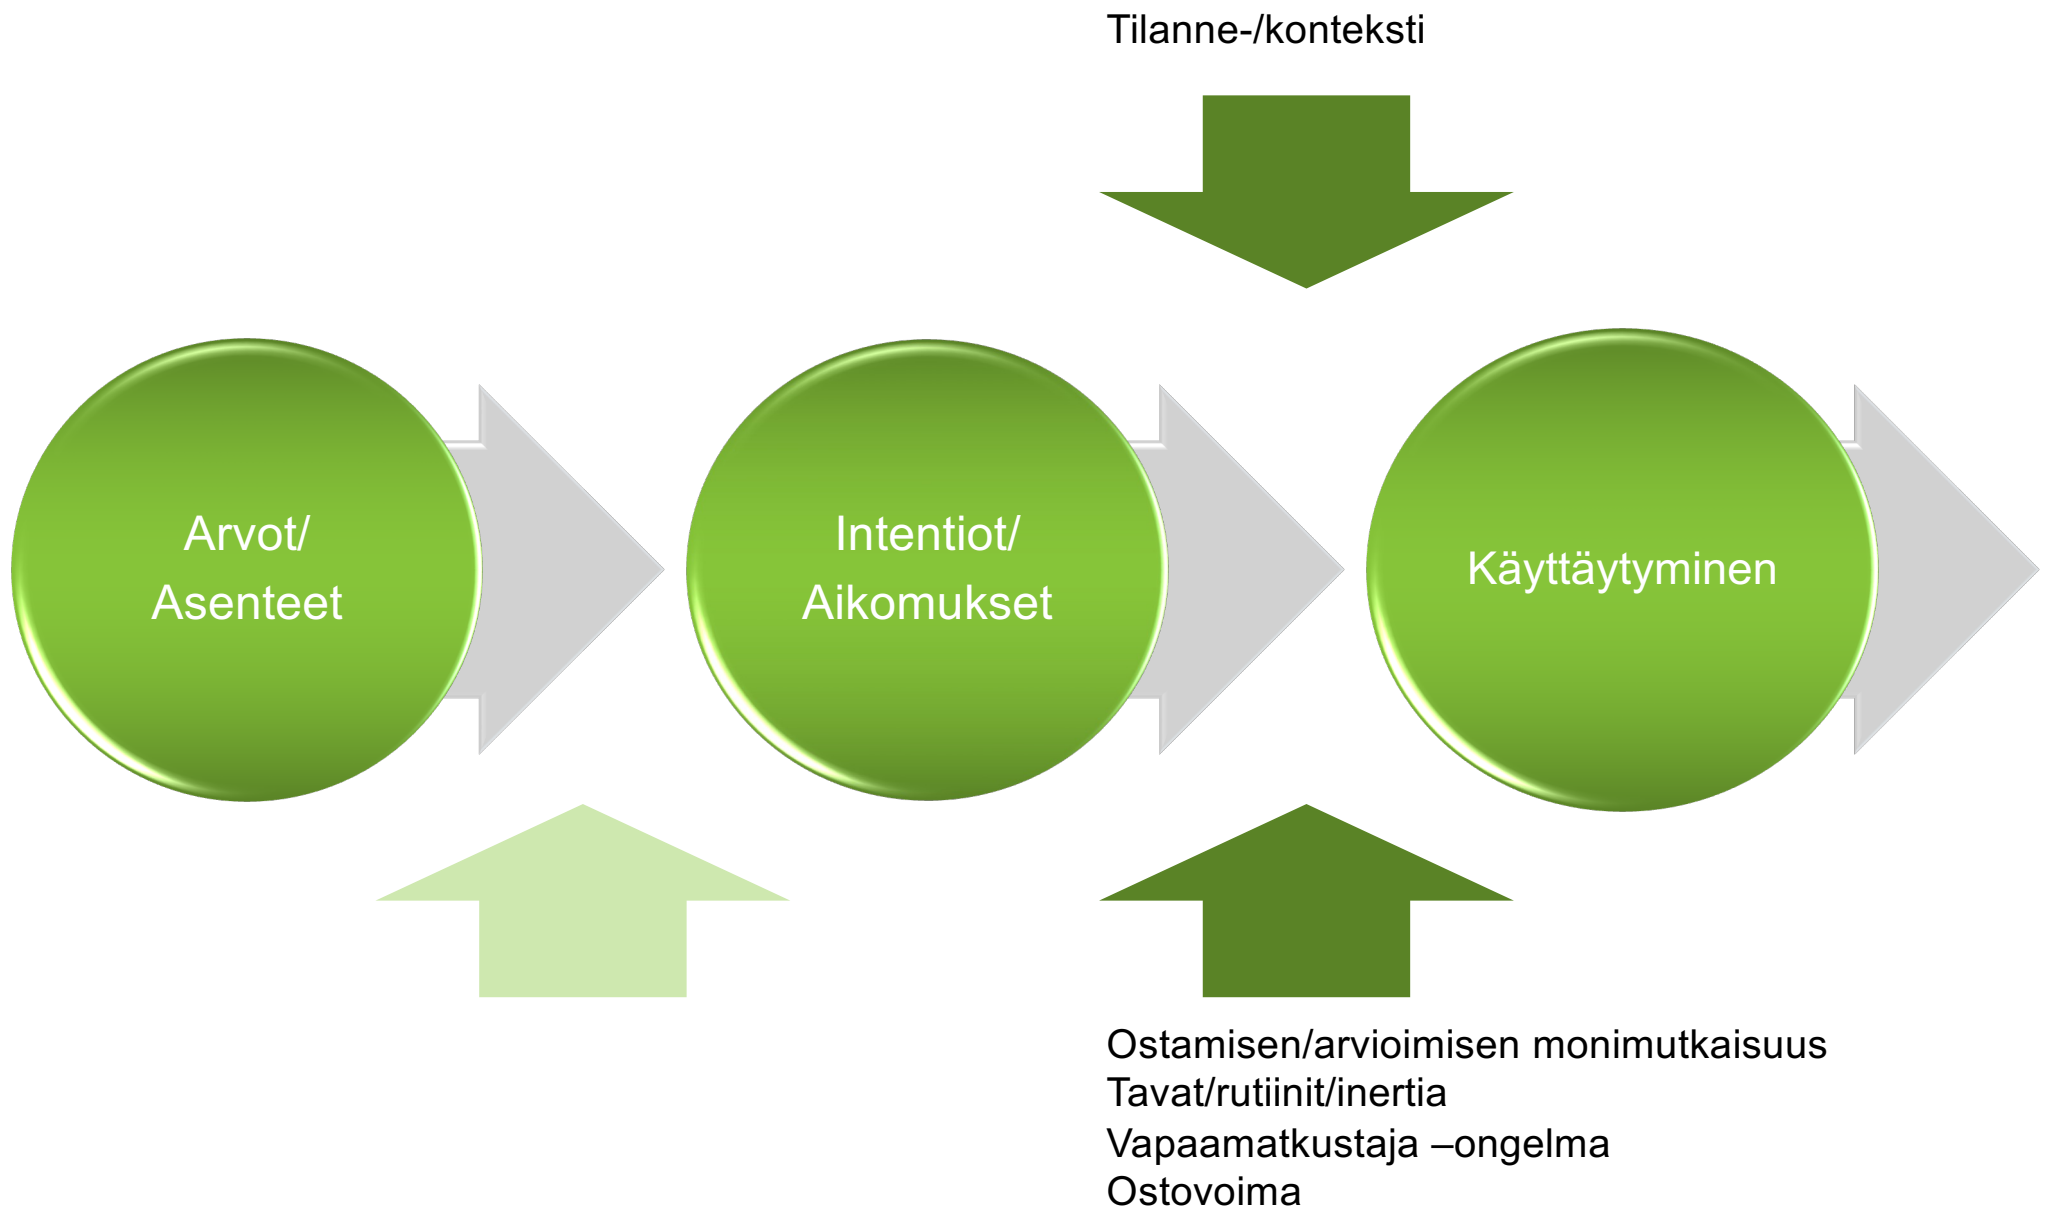 Tilanne-/konteksti
Arvot/
Asenteet
Intentiot/
Aikomukset
Käyttäytyminen
Ostamisen/arvioimisen monimutkaisuus
Tavat/rutiinit/inertia
Vapaamatkustaja –ongelma
Ostovoima